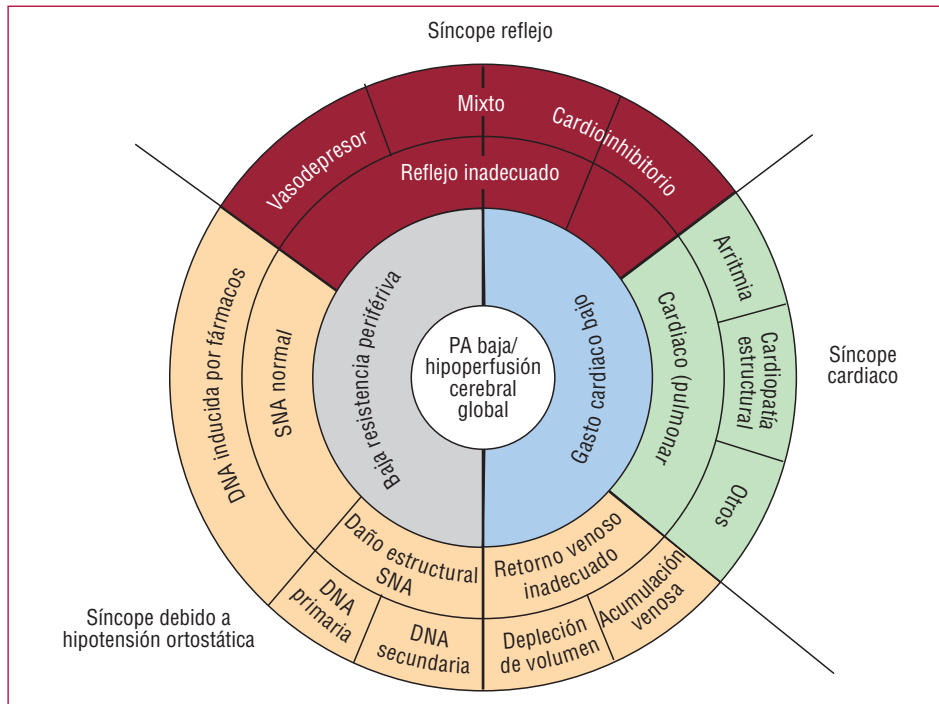 Síncope reflejo
Mixto
Vasodepresor
Cardioinhibitorio
Reflejo inadecuado
DNA inducida por fármacos
SNA normal
Baja resistencia perifériva
PA baja/
hipoperfusión
cerebral
global
Gasto cardiaco bajo
Cardiaco (pulmonar
Arritmia
Cardiopatía
estructural
Otros
Síncope
cardiaco
Daño estructural
SNA
Retorno venoso
inadecuado
DNA
primaria
DNA
secundaria
Depleción
de volumen
Acumulación
venosa
Síncope debido a
hipotensión ortostática